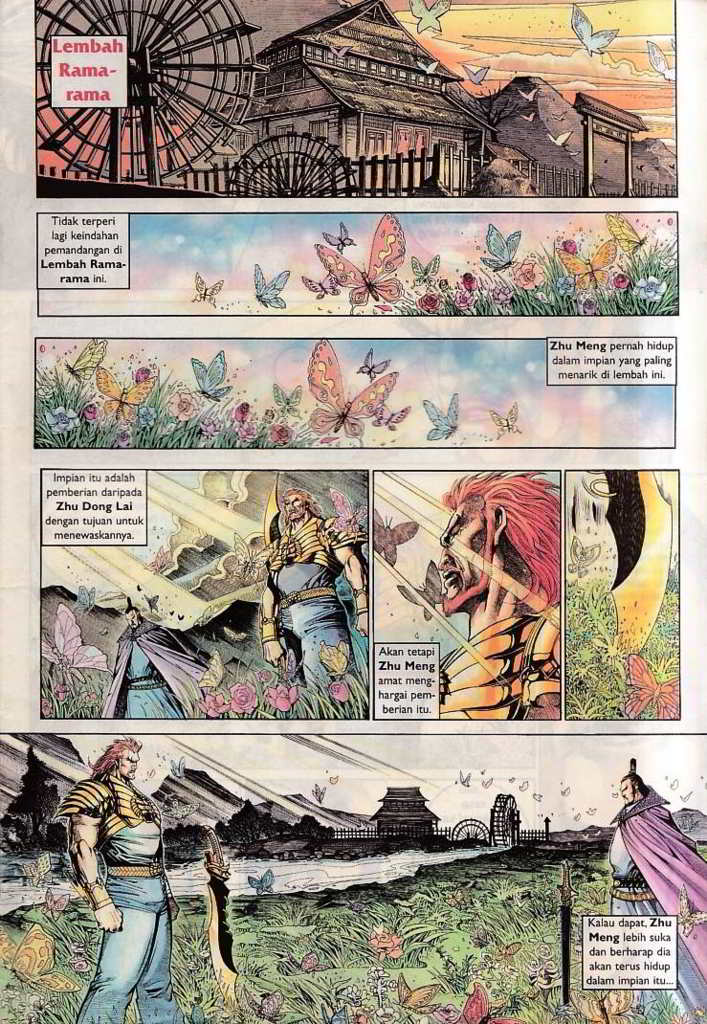 Lembah
Rama-
rama
Tidak terperi
lagi keindahan
pemandangan di
Lembah Rama-
rama ini.
Zhu Meng pernah hidup
dalam impian yang paling
menarik di lembah ini.
Impian itu adalah
pemberian daripada
Zhu Dong Lai
dengan tujuan untuk
menewaskannya.
Akan tetapi
Zhu Meng
amat meng-
hargai pem-
berian itu.
Kalau dapat, Zhu
Meng lebih suka
dan berharap dia
akan terus hidup
dalam impian itu...